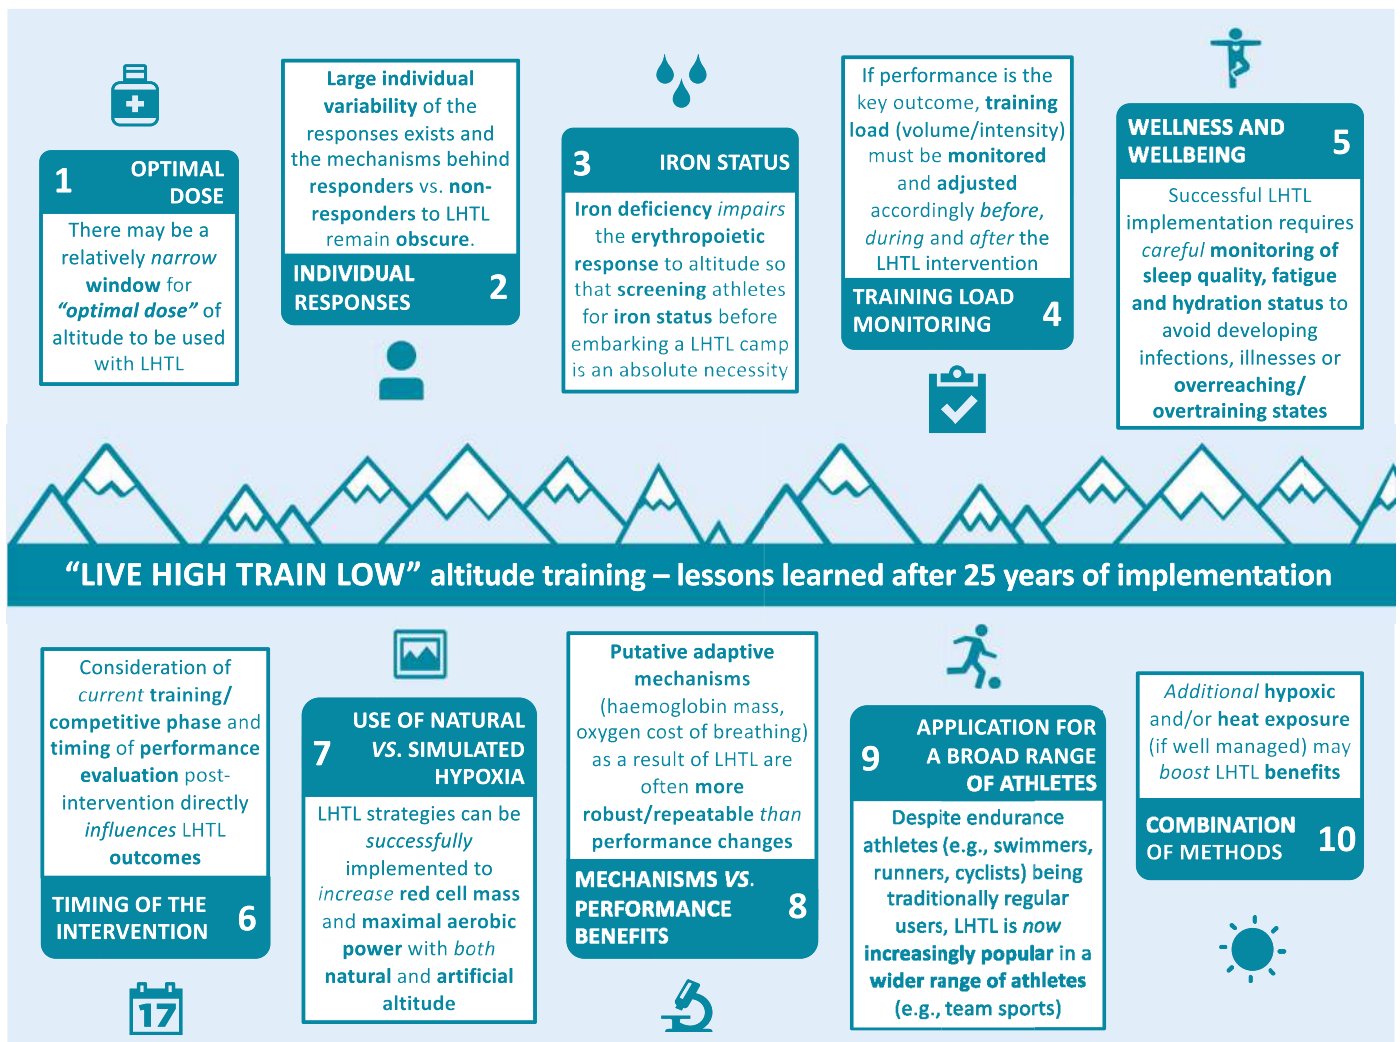 1
OPTIMAL
DOSE
There may be a
relatively narrow
window for
“optimal dose” of
altitude to be used
with LHTL
Large individual
variability of the
responses exists and
the mechanisms behind
responders vs. non-
responders to LHTL
remain obscure.
INDIVIDUAL
RESPONSES
2
3
IRON STATUS
Iron deficiency impairs
the erythropoietic
response to altitude so
that screening athletes
for iron status before
embarking a LHTL camp
is an absolute necessity
If performance is the
key outcome, training
load (volume/intensity)
must be monitored
and adjusted
accordingly before,
during and after the
LHTL intervention
TRAINING LOAD
MONITORING
4
WELLNESS AND
WELLBEING
5
Successful LHTL
implementation requires
careful monitoring of
sleep quality, fatigue
and hydration status to
avoid developing
infections, illnesses or
overreaching/
overtraining states
“LIVE HIGH TRAIN LOW” altitude training – lessons learned after 25 years of implementation
Consideration of
current training/
competitive phase and
timing of performance
evaluation post-
intervention directly
influences LHTL
outcomes
TIMING OF THE
INTERVENTION
6
17
7
USE OF NATURAL
VS. SIMULATED
HYPOXIA
LHTL strategies can be
successfully
implemented to
increase red cell mass
and maximal aerobic
power with both
natural and artificial
altitude
Putative adaptive
mechanisms
(haemoglobin mass,
oxygen cost of breathing)
as a result of LHTL are
often more
robust/repeatable than
performance changes
MECHANISMS VS.
PERFORMANCE
BENEFITS
8
9
APPLICATION FOR
A BROAD RANGE
OF ATHLETES
Despite endurance
athletes (e.g., swimmers,
runners, cyclists) being
traditionally regular
users, LHTL is now
increasingly popular in a
wider range of athletes
(e.g., team sports)
Additional hypoxic
and/or heat exposure
(if well managed) may
boost LHTL benefits
COMBINATION
OF METHODS
10